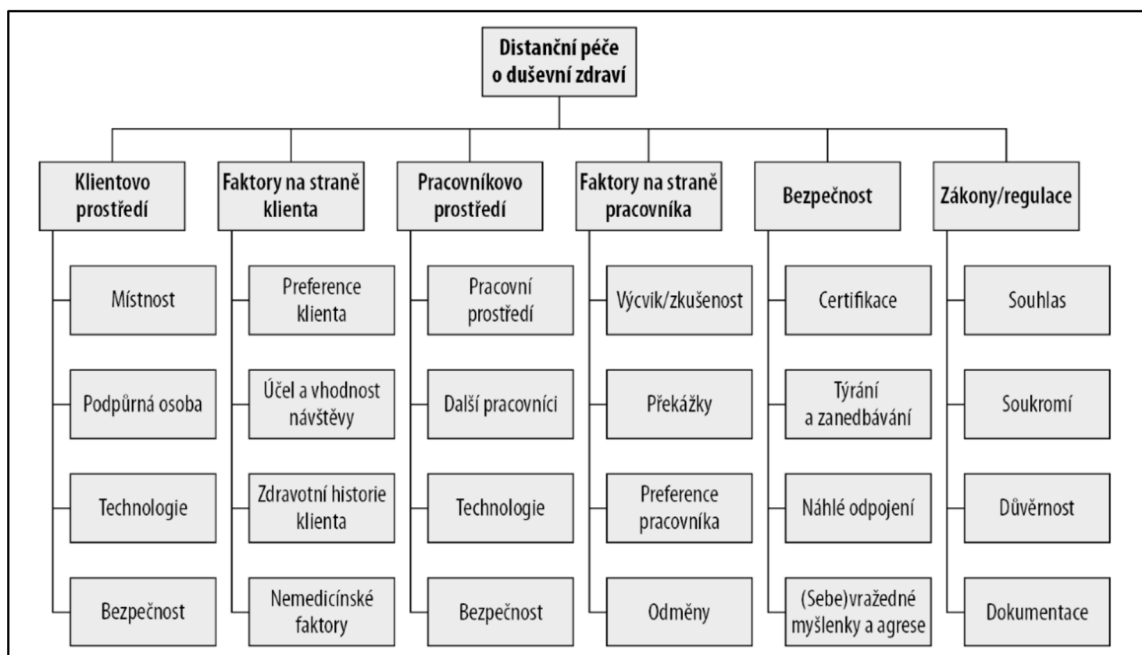 Distanční péče
o duševní zdraví
Klientovo
prostředí
Faktory na straně
klienta
Pracovníkovo
prostředí
Faktory na straně
pracovníka
Bezpečnost
Zákony/regulace
Místnost
Preference
klienta
Pracovní
prostředí
Výcvik/zkušenost
Certifikace
Souhlas
Podpůrná osoba
Účel a vhodnost
návštěvy
Další pracovníci
Překážky
Týrání
a zanedbávání
Soukromí
Technologie
Zdravotní historie
klienta
Technologie
Preference
pracovníka
Náhlé odpojení
Důvěrnost
Bezpečnost
Nemedicínské
faktory
Bezpečnost
Odměny
(Sebe)vražedné
myšlenky a agrese
Dokumentace